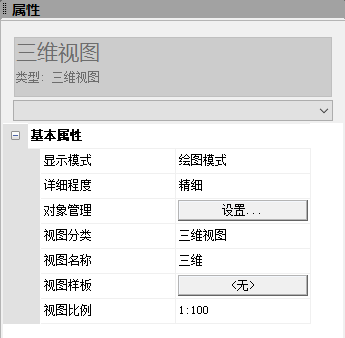 属性
三维视图
类型: 三维视图
基本属性
显示模式 绘图模式
详细程度 精细
对象管理 设置...
视图分类 三维视图
视图名称 三维
视图样板 <无>
视图比例 1:100